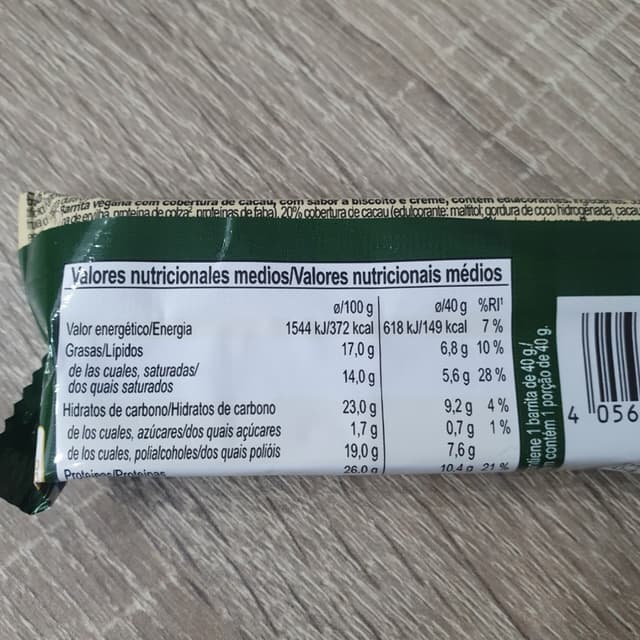 Barrita vegana com cobertura de cacau, com sabor a biscoito e creme, contém edulcorantes.
proteína de colza, proteínas de faba), 20% cobertura de cacau (edulcorante: maltitol; gordura de coco hidrogenada, cacau
Valores nutricionales medios/Valores nutricionais médios
ø/100 g ø/40 g %RI¹
Valor energético/Energia 1544 kJ/372 kcal 618 kJ/149 kcal 7 %
Grasas/Lípidos 17,0 g 6,8 g 10 %
de las cuales, saturadas/
dos quais saturados 14,0 g 5,6 g 28 %
Hidratos de carbono/Hidratos de carbono 23,0 g 9,2 g 4 %
de los cuales, azúcares/dos quais açúcares 1,7 g 0,7 g 1 %
de los cuales, polialcoholes/dos quais polióis 19,0 g 7,6 g
Proteínas/Proteínas 26,0 g 10,4 g 21 %
1 barrita de 40 g./
contém 1 porção de 40 g.
4 056